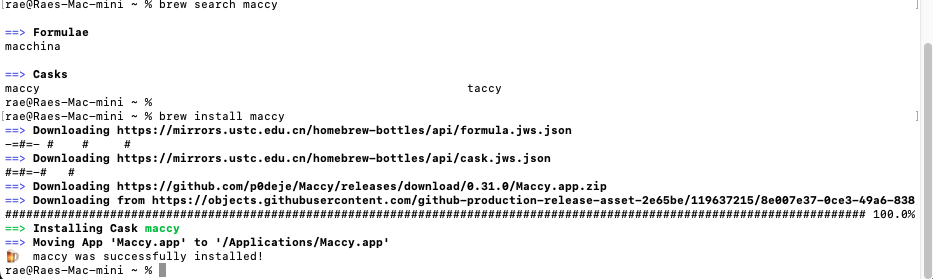 [rae@Raes-Mac-mini ~ % brew search maccy ]
==> Formulae
macchina
==> Casks
maccy taccy
rae@Raes-Mac-mini ~ %
[rae@Raes-Mac-mini ~ % brew install maccy ]
==> Downloading https://mirrors.ustc.edu.cn/homebrew-bottles/api/formula.jws.json
-=#=- # # #
==> Downloading https://mirrors.ustc.edu.cn/homebrew-bottles/api/cask.jws.json
#=#=-# #
==> Downloading https://github.com/p0deje/Maccy/releases/download/0.31.0/Maccy.app.zip
==> Downloading from https://objects.githubusercontent.com/github-production-release-asset-2e65be/119637215/8e007e37-0ce3-49a6-838
######################################################################################################################## 100.0%
==> Installing Cask maccy
==> Moving App 'Maccy.app' to '/Applications/Maccy.app'
🍺 maccy was successfully installed!
rae@Raes-Mac-mini ~ %